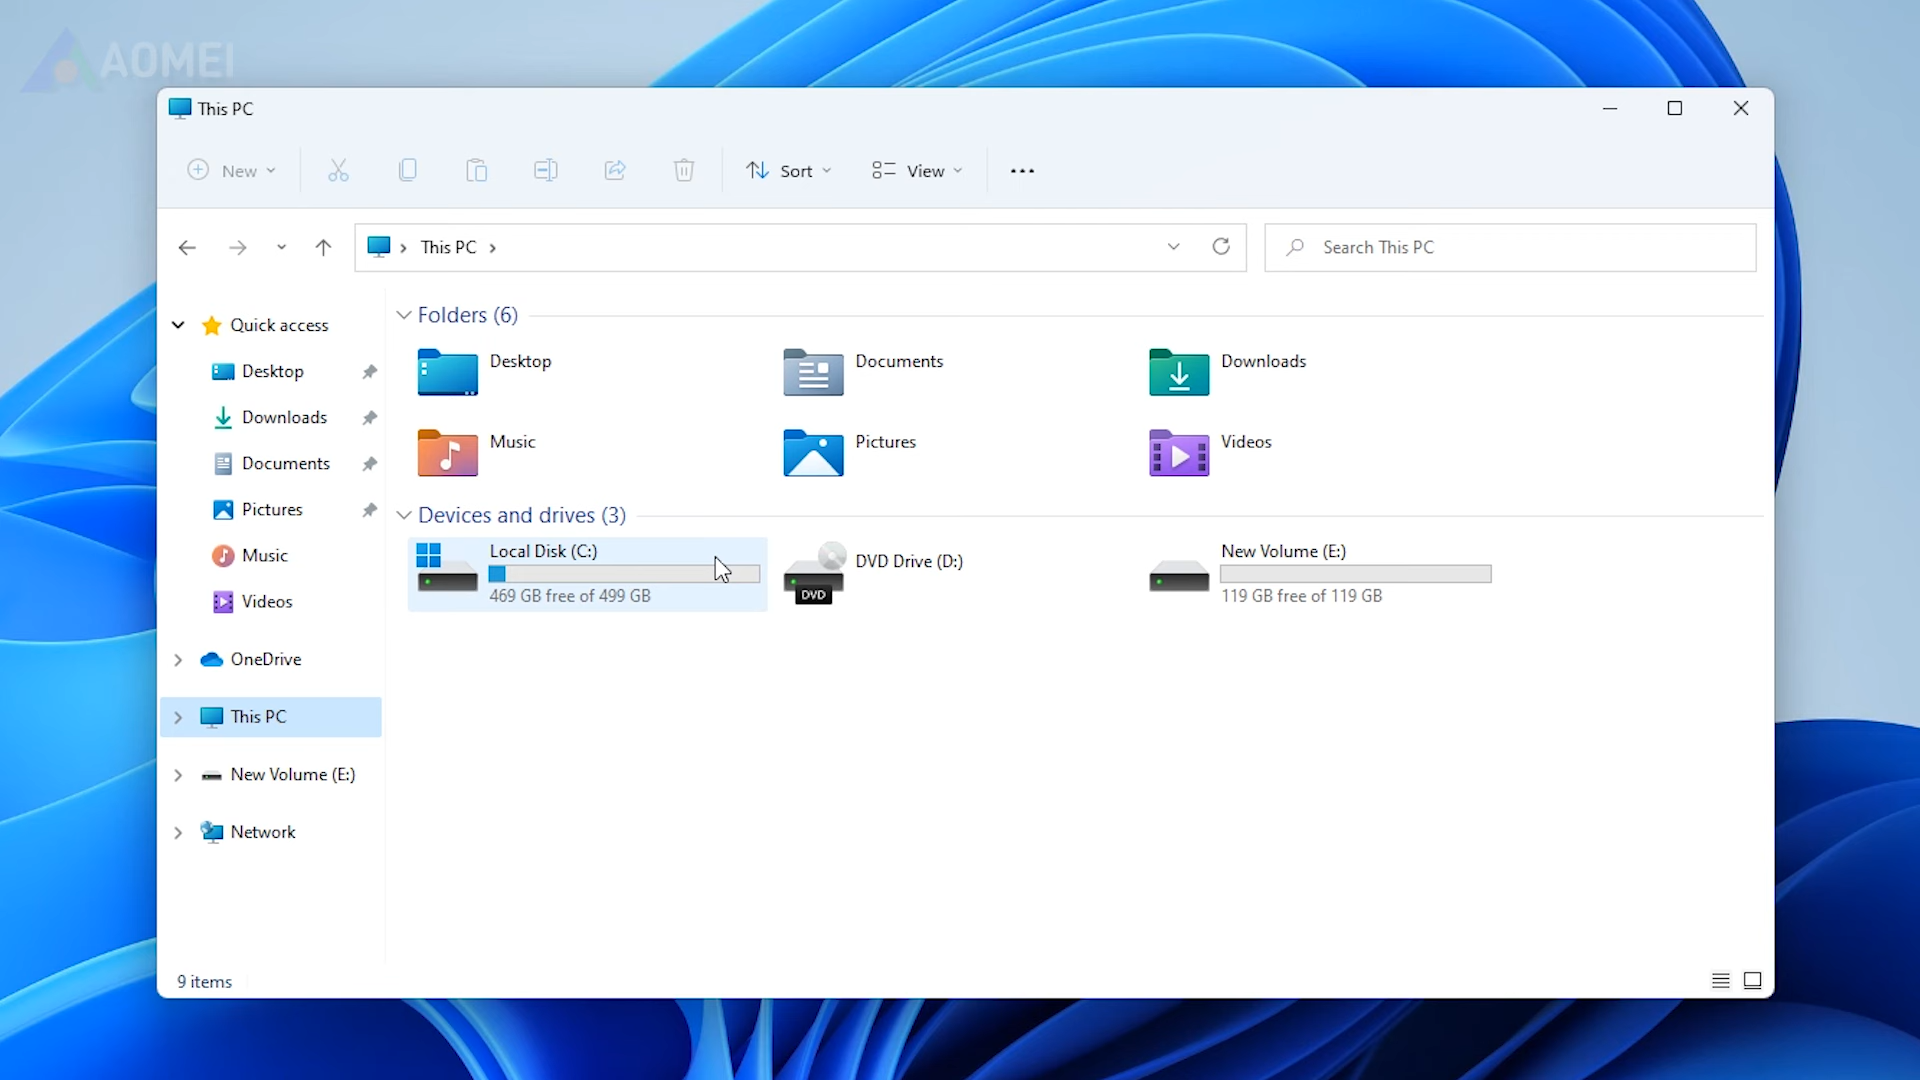 AOMEI
This PC
New
Sort
View
This PC
Search This PC
Quick access
Desktop
Downloads
Documents
Pictures
Music
Videos
OneDrive
This PC
New Volume (E:)
Network
Folders (6)
Desktop
Documents
Downloads
Music
Pictures
Videos
Devices and drives (3)
Local Disk (C:)
469 GB free of 499 GB
DVD
DVD Drive (D:)
New Volume (E:)
119 GB free of 119 GB
9 items